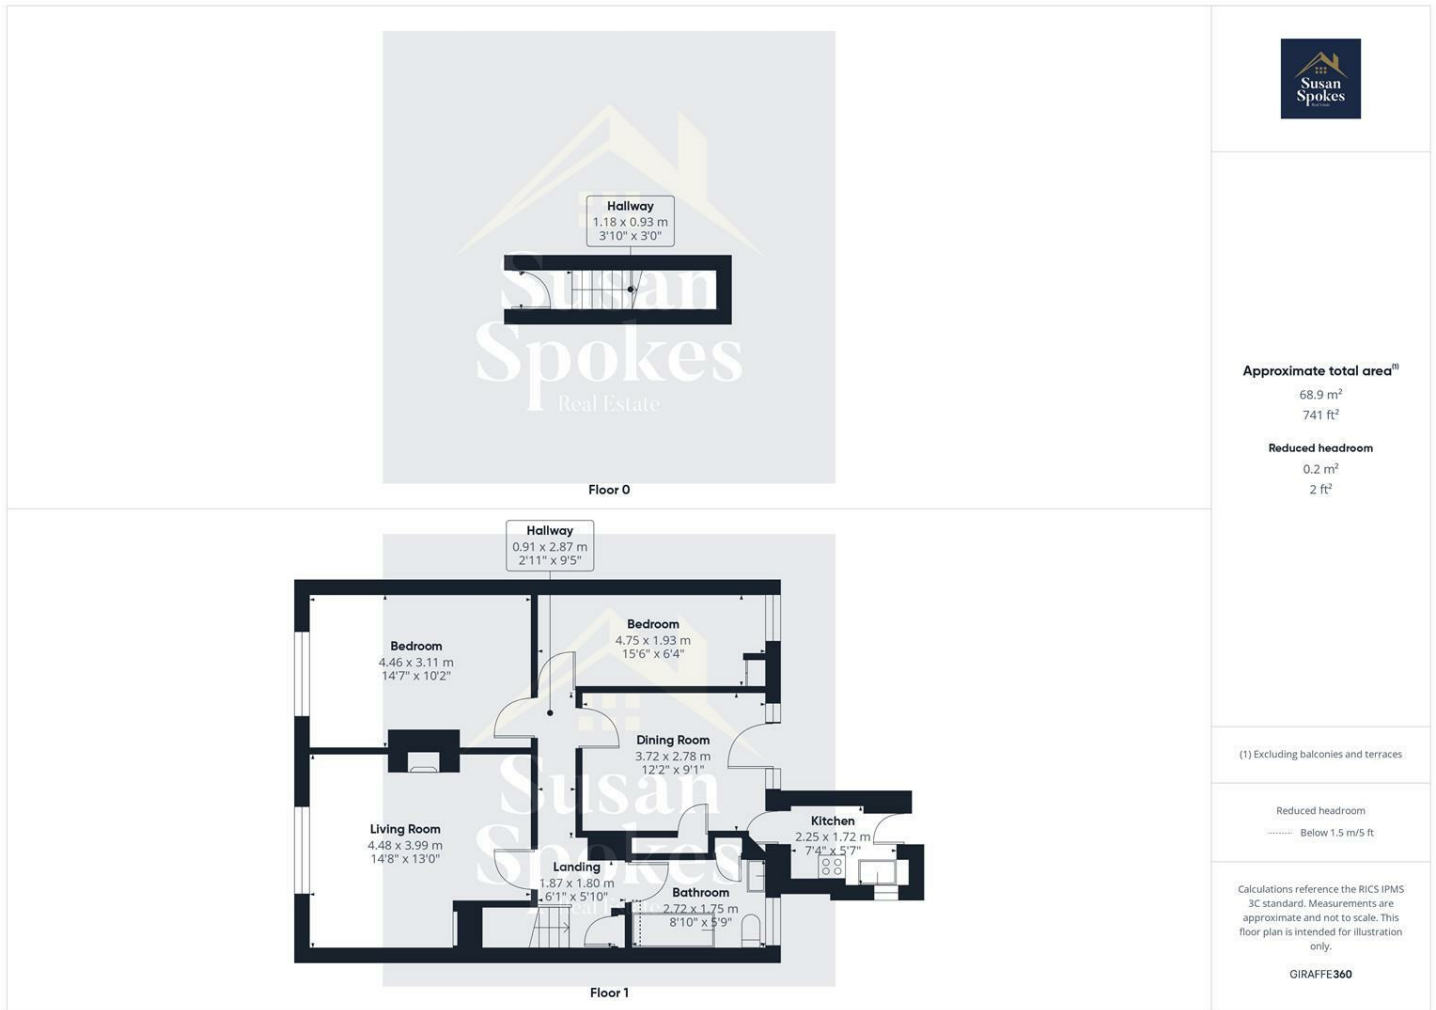 Hallway
1.18 x 0.93 m
3'10" x 3'0"
Susan
Spokes
Real Estate
Floor 0
Hallway
0.91 x 2.87 m
2'11" x 9'5"
Bedroom
4.46 x 3.11 m
14'7" x 10'2"
Bedroom
4.75 x 1.93 m
15'6" x 6'4"
Dining Room
3.72 x 2.78 m
12'2" x 9'1"
Susan
Spokes
Real Estate
Living Room
4.48 x 3.99 m
14'8" x 13'0"
Kitchen
2.25 x 1.72 m
7'4" x 5'7"
Landing
1.87 x 1.80 m
6'1" x 5'10"
Bathroom
2.72 x 1.75 m
8'10" x 5'9"
Floor 1
Susan
Spokes
Real Estate
Approximate total area(1)
68.9 m²
741 ft²
Reduced headroom
0.2 m²
2 ft²
(1) Excluding balconies and terraces
Reduced headroom
Below 1.5 m/5 ft
Calculations reference the RICS IPMS
3C standard. Measurements are
approximate and not to scale. This
floor plan is intended for illustration
only.
GIRAFFE360